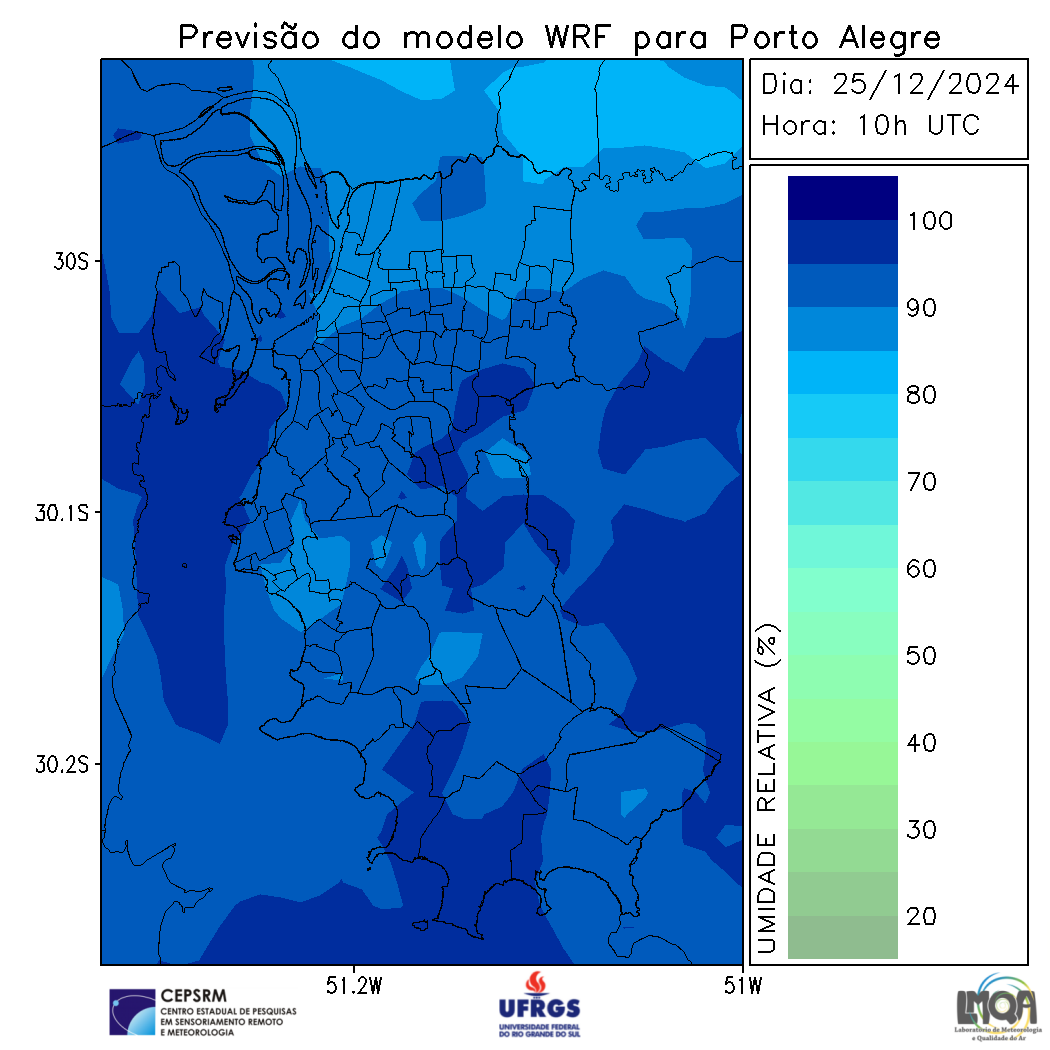 Previsão do modelo WRF para Porto Alegre
Dia: 25/12/2024
Hora: 10h UTC
30S
30.1S
30.2S
51.2W
51W
100
90
80
70
60
50
40
30
20
UMIDADE RELATIVA (%)
CEPSRM
CENTRO ESTADUAL DE PESQUISAS
EM SENSORIAMENTO REMOTO
E METEOROLOGIA
UFRGS
UNIVERSIDADE FEDERAL
DO RIO GRANDE DO SUL
LMQA
Laboratório de Meteorologia
e Qualidade do Ar